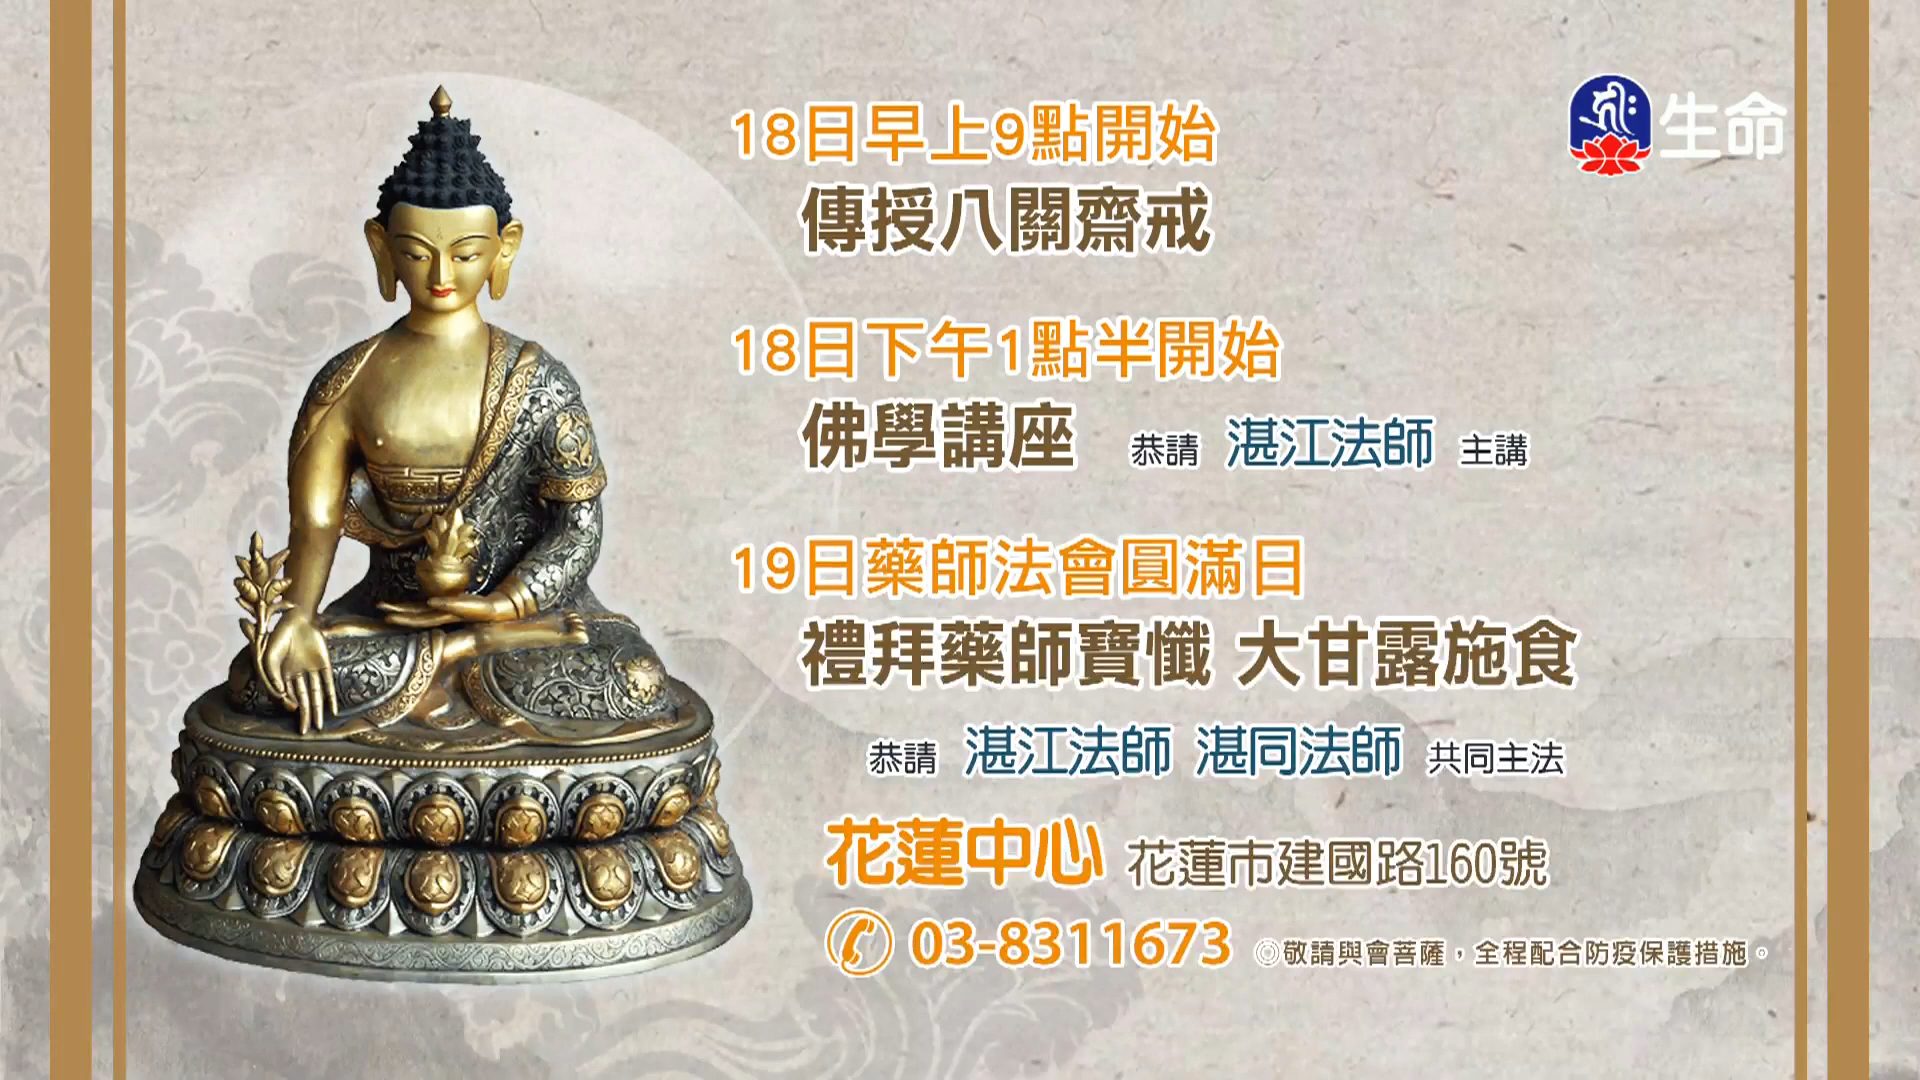 生命
18日早上9點開始
傳授八關齋戒
18日下午1點半開始
佛學講座 恭請 湛江法師 主講
19日藥師法會圓滿日
禮拜藥師寶懺 大甘露施食
恭請 湛江法師 湛同法師 共同主法
花蓮中心 花蓮市建國路160號
03-8311673 ◎敬請與會菩薩，全程配合防疫保護措施。